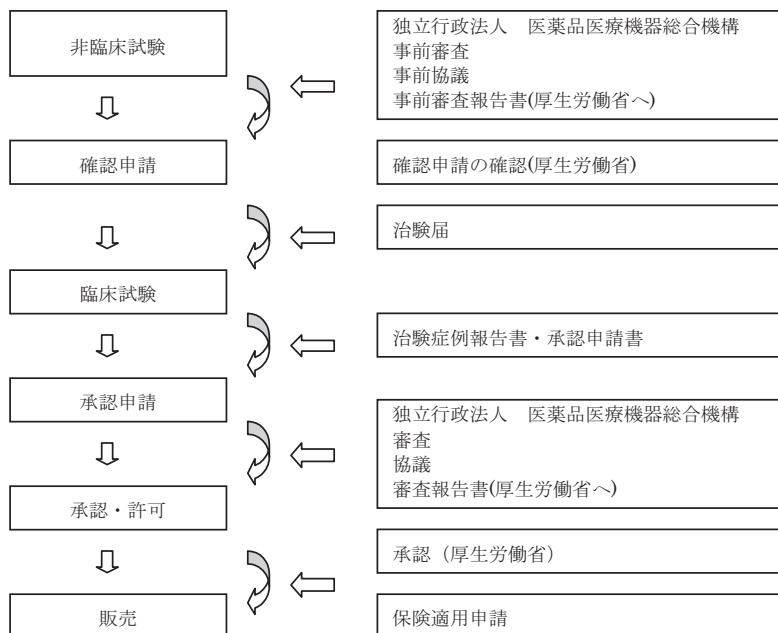 非臨床試験
独立行政法人　医薬品医療機器総合機構
事前審査
事前協議
事前審査報告書(厚生労働省へ)
確認申請
確認申請の確認(厚生労働省)
治験届
臨床試験
治験症例報告書・承認申請書
承認申請
独立行政法人　医薬品医療機器総合機構
審査
協議
審査報告書(厚生労働省へ)
承認・許可
承認（厚生労働省）
販売
保険適用申請